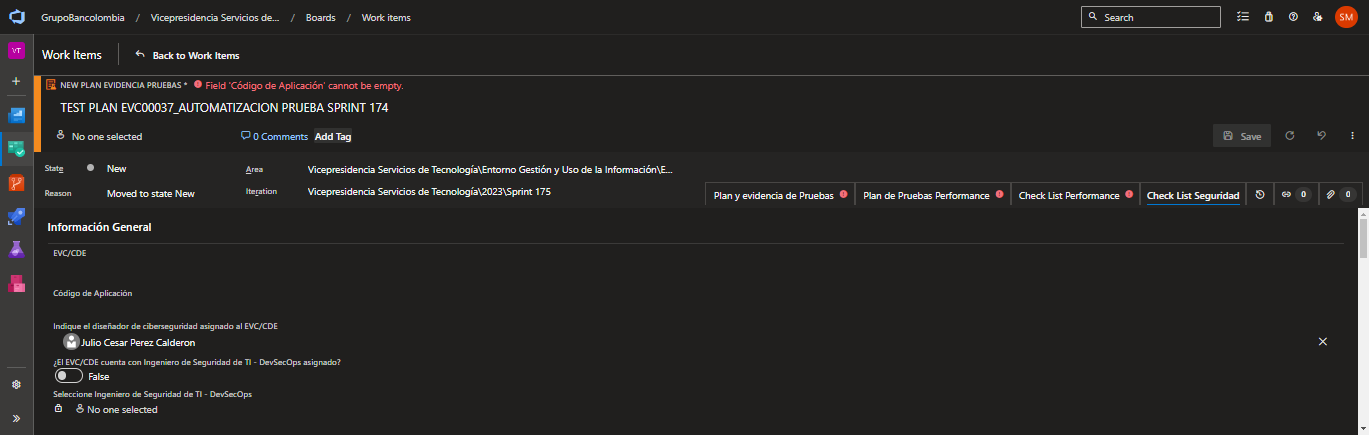 GrupoBancolombia / Vicepresidencia Servicios de... / Boards / Work items
Search
SM
VT
Work Items
Back to Work Items
NEW PLAN EVIDENCIA PRUEBAS * Field 'Código de Aplicación' cannot be empty.
TEST PLAN EVC00037_AUTOMATIZACION PRUEBA SPRINT 174
No one selected
0 Comments
Add Tag
Save
State New
Area Vicepresidencia Servicios de Tecnología\Entorno Gestión y Uso de la Información\E...
Reason Moved to state New
Iteration Vicepresidencia Servicios de Tecnología\2023\Sprint 175
Plan y evidencia de Pruebas
Plan de Pruebas Performance
Check List Performance
Check List Seguridad
0
0
Información General
EVC/CDE
Código de Aplicación
Indique el diseñador de ciberseguridad asignado al EVC/CDE
Julio Cesar Perez Calderon
¿El EVC/CDE cuenta con Ingeniero de Seguridad de TI - DevSecOps asignado?
False
Seleccione Ingeniero de Seguridad de TI - DevSecOps
No one selected